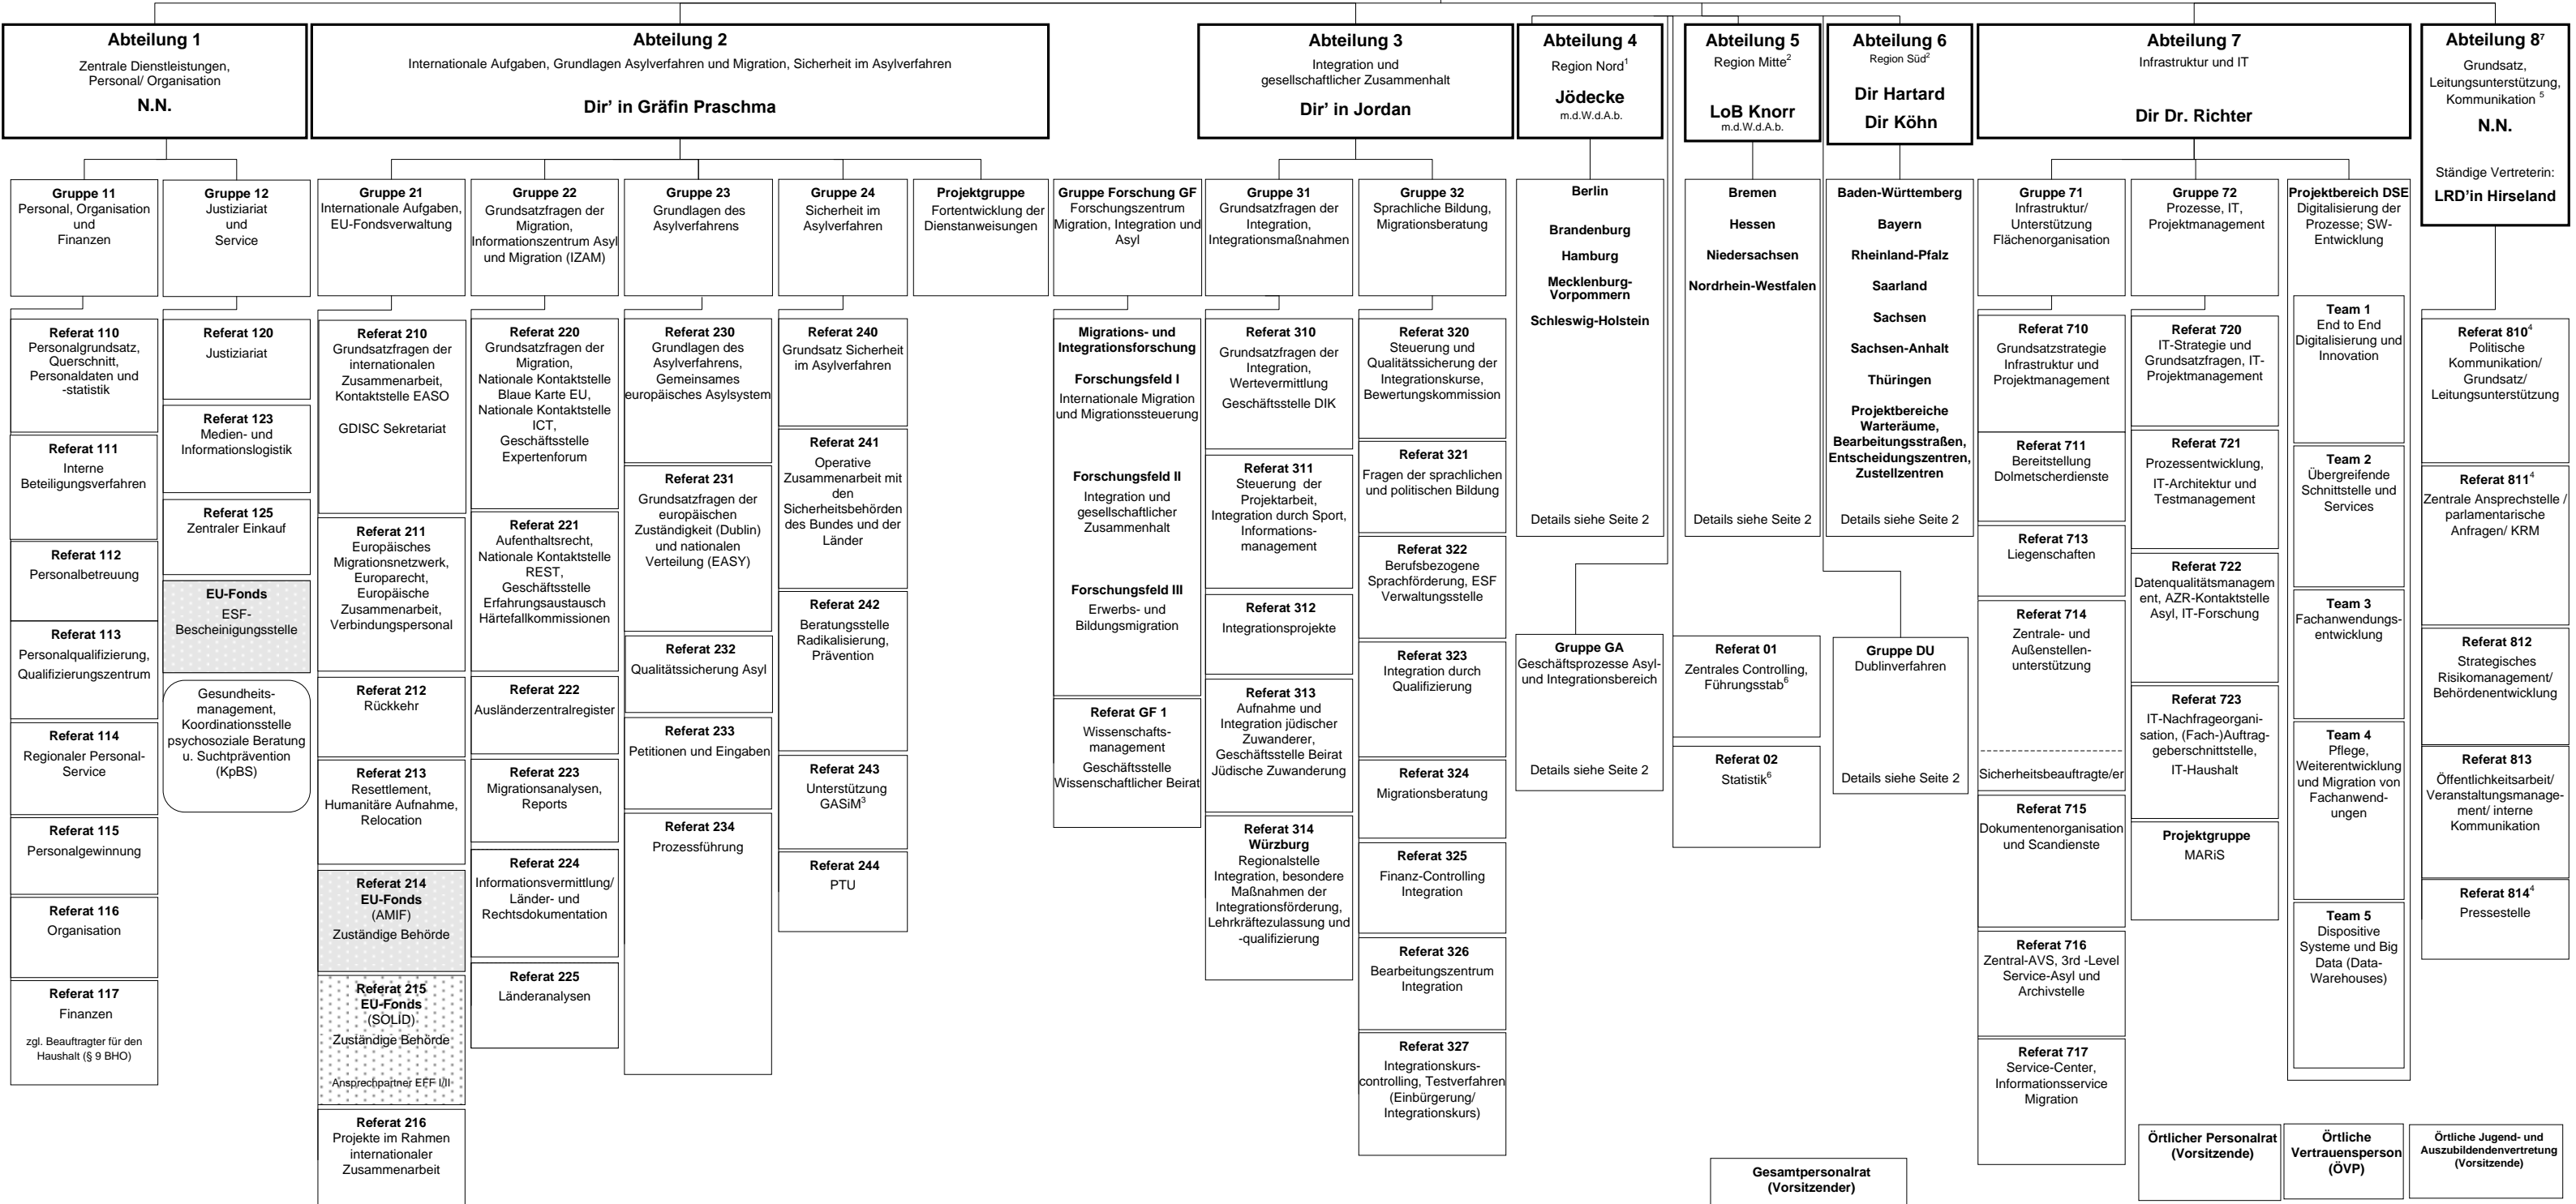 Abteilung 1
Zentrale Dienstleistungen,
Personal/ Organisation
N.N.
Abteilung 2
Internationale Aufgaben, Grundlagen Asylverfahren und Migration, Sicherheit im Asylverfahren
Dir' in Gräfin Praschma
Abteilung 3
Integration und
gesellschaftlicher Zusammenhalt
Dir' in Jordan
Abteilung 4
Region Nord¹
Jödecke
m.d.W.d.A.b.
Abteilung 5
Region Mitte²
LoB Knorr
m.d.W.d.A.b.
Abteilung 6
Region Süd²
Dir Hartard
Dir Köhn
Abteilung 7
Infrastruktur und IT
Dir Dr. Richter
Abteilung 8⁷
Grundsatz,
Leitungsunterstützung,
Kommunikation ⁵
N.N.
Ständige Vertreterin:
LRD'in Hirseland
Gruppe 11
Personal, Organisation
und
Finanzen
Referat 110
Personalgrundsatz,
Querschnitt,
Personaldaten und
-statistik
Referat 111
Interne
Beteiligungsverfahren
Referat 112
Personalbetreuung
Referat 113
Personalqualifizierung,
Qualifizierungszentrum
Referat 114
Regionaler Personal-
Service
Referat 115
Personalgewinnung
Referat 116
Organisation
Referat 117
Finanzen
zgl. Beauftragter für den
Haushalt (§ 9 BHO)
Gruppe 12
Justiziariat
und
Service
Referat 120
Justiziariat
Referat 123
Medien- und
Informationslogistik
Referat 125
Zentraler Einkauf
EU-Fonds
ESF-
Bescheinigungsstelle
Gesundheits-
management,
Koordinationsstelle
psychosoziale Beratung
u. Suchtprävention
(KpBS)
Gruppe 21
Internationale Aufgaben,
EU-Fondsverwaltung
Referat 210
Grundsatzfragen der
internationalen
Zusammenarbeit,
Kontaktstelle EASO
GDISC Sekretariat
Referat 211
Europäisches
Migrationsnetzwerk,
Europarecht,
Europäische
Zusammenarbeit,
Verbindungspersonal
Referat 212
Rückkehr
Referat 213
Resettlement,
Humanitäre Aufnahme,
Relocation
Referat 214
EU-Fonds
(AMIF)
Zuständige Behörde
Referat 215
EU-Fonds
(SOLID)
Zuständige Behörde
Ansprechpartner EFF I/II
Referat 216
Projekte im Rahmen
internationaler
Zusammenarbeit
Gruppe 22
Grundsatzfragen der
Migration,
Informationszentrum Asyl
und Migration (IZAM)
Referat 220
Grundsatzfragen der
Migration,
Nationale Kontaktstelle
Blaue Karte EU,
Nationale Kontaktstelle
ICT,
Geschäftsstelle
Expertenforum
Referat 221
Aufenthaltsrecht,
Nationale Kontaktstelle
REST,
Geschäftsstelle
Erfahrungsaustausch
Härtefallkommissionen
Referat 222
Ausländerzentralregister
Referat 223
Migrationsanalysen,
Reports
Referat 224
Informationsvermittlung/
Länder- und
Rechtsdokumentation
Referat 225
Länderanalysen
Gruppe 23
Grundlagen des
Asylverfahrens
Referat 230
Grundlagen des
Asylverfahrens,
Gemeinsames
europäisches Asylsystem
Referat 231
Grundsatzfragen der
europäischen
Zuständigkeit (Dublin)
und nationalen
Verteilung (EASY)
Referat 232
Qualitätssicherung Asyl
Referat 233
Petitionen und Eingaben
Referat 234
Prozessführung
Gruppe 24
Sicherheit im
Asylverfahren
Referat 240
Grundsatz Sicherheit
im Asylverfahren
Referat 241
Operative
Zusammenarbeit mit
den
Sicherheitsbehörden
des Bundes und der
Länder
Referat 242
Beratungsstelle
Radikalisierung,
Prävention
Referat 243
Unterstützung
GASiM³
Referat 244
PTU
Projektgruppe
Fortentwicklung der
Dienstanweisungen
Gruppe Forschung GF
Forschungszentrum
Migration, Integration und
Asyl
Migrations- und
Integrationsforschung
Forschungsfeld I
Internationale Migration
und Migrationssteuerung
Forschungsfeld II
Integration und
gesellschaftlicher
Zusammenhalt
Forschungsfeld III
Erwerbs- und
Bildungsmigration
Referat GF 1
Wissenschafts-
management
Geschäftsstelle
Wissenschaftlicher Beirat
Gruppe 31
Grundsatzfragen der
Integration,
Integrationsmaßnahmen
Referat 310
Grundsatzfragen der
Integration,
Wertevermittlung
Geschäftsstelle DIK
Referat 311
Steuerung der
Projektarbeit,
Integration durch Sport,
Informations-
management
Referat 312
Integrationsprojekte
Referat 313
Aufnahme und
Integration jüdischer
Zuwanderer,
Geschäftsstelle Beirat
Jüdische Zuwanderung
Referat 314
Würzburg
Regionalstelle
Integration, besondere
Maßnahmen der
Integrationsförderung,
Lehrkräftezulassung und
-qualifizierung
Gruppe 32
Sprachliche Bildung,
Migrationsberatung
Referat 320
Steuerung und
Qualitätssicherung der
Integrationskurse,
Bewertungskommission
Referat 321
Fragen der sprachlichen
und politischen Bildung
Referat 322
Berufsbezogene
Sprachförderung, ESF
Verwaltungsstelle
Referat 323
Integration durch
Qualifizierung
Referat 324
Migrationsberatung
Referat 325
Finanz-Controlling
Integration
Referat 326
Bearbeitungszentrum
Integration
Referat 327
Integrationskurs-
controlling, Testverfahren
(Einbürgerung/
Integrationskurs)
Berlin
Brandenburg
Hamburg
Mecklenburg-
Vorpommern
Schleswig-Holstein
Details siehe Seite 2
Gruppe GA
Geschäftsprozesse Asyl-
und Integrationsbereich
Details siehe Seite 2
Bremen
Hessen
Niedersachsen
Nordrhein-Westfalen
Details siehe Seite 2
Referat 01
Zentrales Controlling,
Führungsstab⁶
Referat 02
Statistik⁶
Baden-Württemberg
Bayern
Rheinland-Pfalz
Saarland
Sachsen
Sachsen-Anhalt
Thüringen
Projektbereiche
Warteräume,
Bearbeitungsstraßen,
Entscheidungszentren,
Zustellzentren
Details siehe Seite 2
Gruppe DU
Dublinverfahren
Details siehe Seite 2
Gruppe 71
Infrastruktur/
Unterstützung
Flächenorganisation
Referat 710
Grundsatzstrategie
Infrastruktur und
Projektmanagement
Referat 711
Bereitstellung
Dolmetscherdienste
Referat 713
Liegenschaften
Referat 714
Zentrale- und
Außenstellen-
unterstützung
Sicherheitsbeauftragte/er
Referat 715
Dokumentenorganisation
und Scandienste
Referat 716
Zentral-AVS, 3rd -Level
Service-Asyl und
Archivstelle
Referat 717
Service-Center,
Informationsservice
Migration
Gruppe 72
Prozesse, IT,
Projektmanagement
Referat 720
IT-Strategie und
Grundsatzfragen, IT-
Projektmanagement
Referat 721
Prozessentwicklung,
IT-Architektur und
Testmanagement
Referat 722
Datenqualitätsmanagem
ent, AZR-Kontaktstelle
Asyl, IT-Forschung
Referat 723
IT-Nachfrageorgani-
sation, (Fach-)Auftrag-
geberschnittstelle,
IT-Haushalt
Projektgruppe
MARiS
Projektbereich DSE
Digitalisierung der
Prozesse; SW-
Entwicklung
Team 1
End to End
Digitalisierung und
Innovation
Team 2
Übergreifende
Schnittstelle und
Services
Team 3
Fachanwendungs-
entwicklung
Team 4
Pflege,
Weiterentwicklung
und Migration von
Fachanwend-
ungen
Team 5
Dispositive
Systeme und Big
Data (Data-
Warehouses)
Referat 810⁴
Politische
Kommunikation/
Grundsatz/
Leitungsunterstützung
Referat 811⁴
Zentrale Ansprechstelle /
parlamentarische
Anfragen/ KRM
Referat 812
Strategisches
Risikomanagement/
Behördenentwicklung
Referat 813
Öffentlichkeitsarbeit/
Veranstaltungsmanage-
ment/ interne
Kommunikation
Referat 814⁴
Pressestelle
Gesamtpersonalrat
(Vorsitzender)
Örtlicher Personalrat
(Vorsitzende)
Örtliche
Vertrauensperson
(ÖVP)
Örtliche Jugend- und
Auszubildendenvertretung
(Vorsitzende)